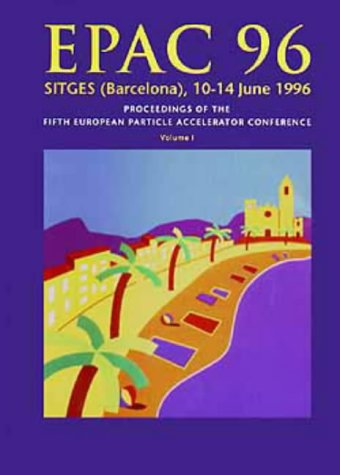 EPAC 96
SITGES (Barcelona), 10-14 June 1996
PROCEEDINGS OF THE
FIFTH EUROPEAN PARTICLE ACCELERATOR CONFERENCE
Volume I